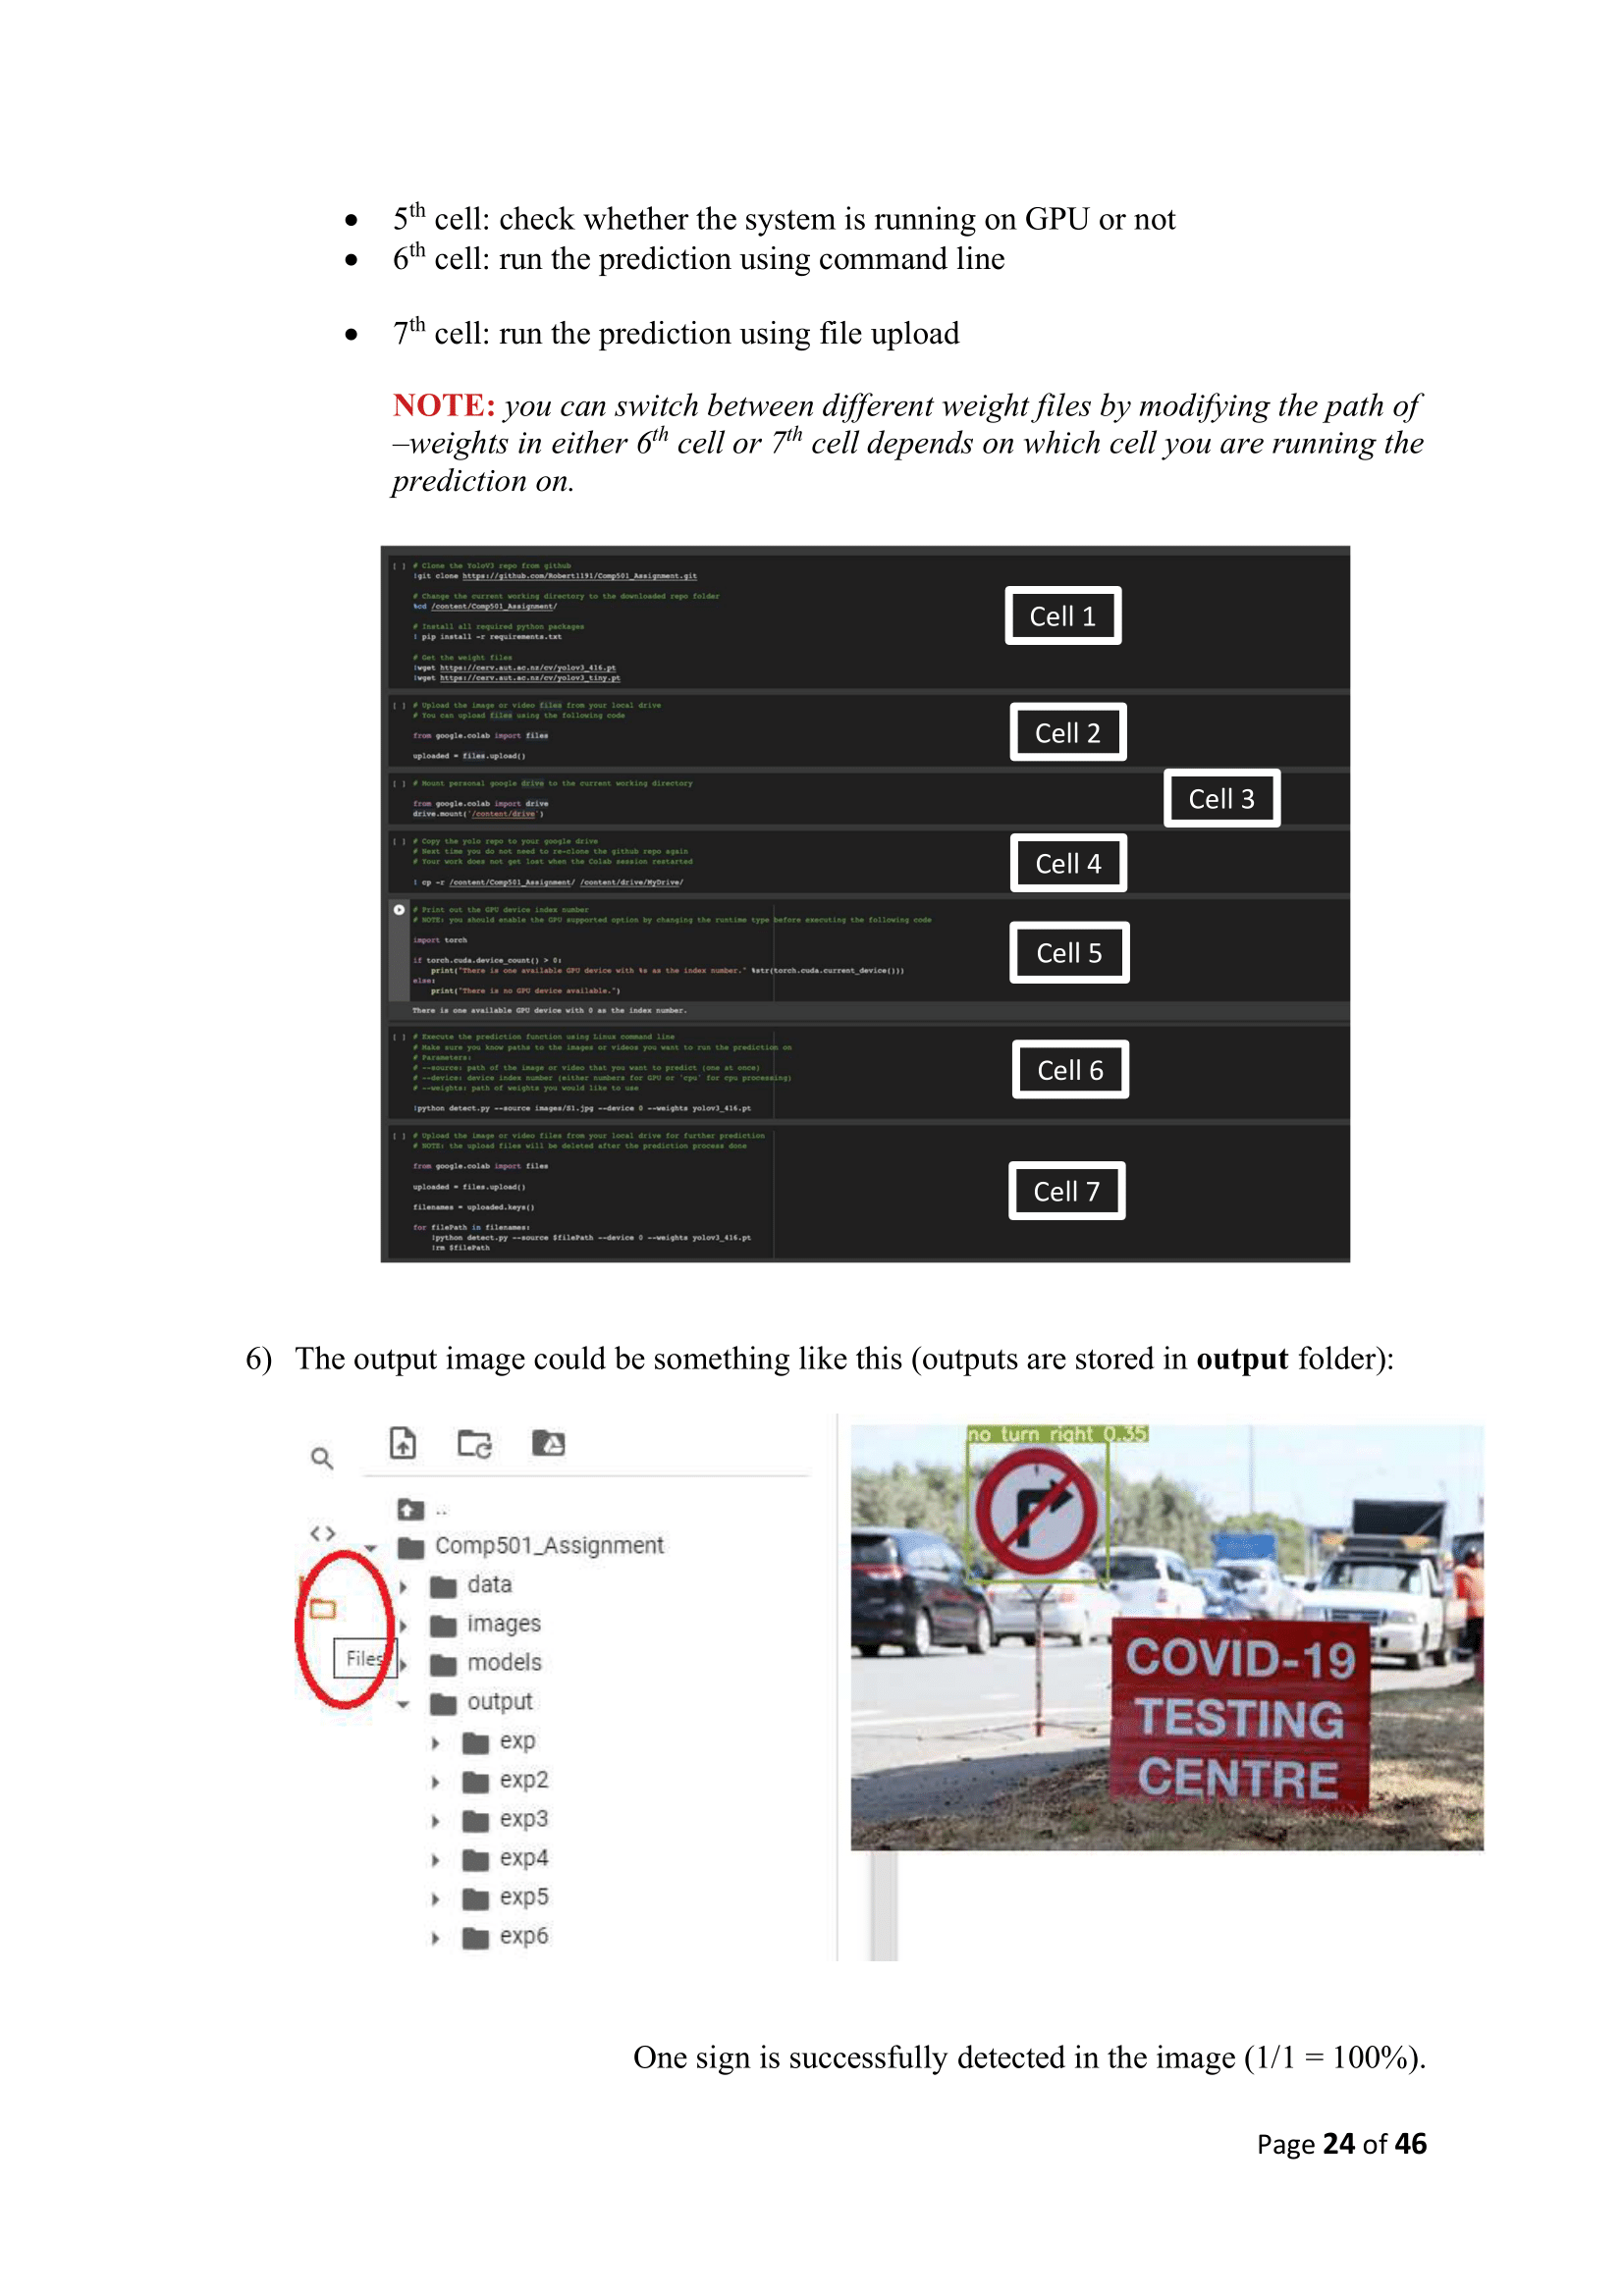 • 5th cell: check whether the system is running on GPU or not
• 6th cell: run the prediction using command line
• 7th cell: run the prediction using file upload
NOTE: you can switch between different weight files by modifying the path of
–weights in either 6th cell or 7th cell depends on which cell you are running the
prediction on.
[ ] # Clone the YoloV3 repo from github
!git clone https://github.com/Robert1191/Comp501_Assignment.git
# Change the current working directory to the downloaded repo folder
%cd /content/Comp501_Assignment/
Cell 1
# Install all required python packages
! pip install -r requirements.txt
# Get the weight files
!wget https://cerv.aut.ac.nz/cv/yolov3_416.pt
!wget https://cerv.aut.ac.nz/cv/yolov3_tiny.pt
[ ] # Upload the image or video files from your local drive
# You can upload files using the following code
from google.colab import files
Cell 2
uploaded = files.upload()
[ ] # Mount personal google drive to the current working directory
from google.colab import drive
Cell 3
drive.mount('/content/drive')
[ ] # Copy the yolo repo to your google drive
# Next time you do not need to re-clone the github repo again
# Your work does not get lost when the Colab session restarted
Cell 4
! cp -r /content/Comp501_Assignment/ /content/drive/MyDrive/
# Print out the GPU device index number
# NOTE: you should enable the GPU supported option by changing the runtime type before executing the following code
import torch
Cell 5
if torch.cuda.device_count() > 0:
print("There is one available GPU device with %s as the index number." %str(torch.cuda.current_device()))
else:
print("There is no GPU device available.")
There is one available GPU device with 0 as the index number.
[ ] # Execute the prediction function using Linux command line
# Make sure you know paths to the images or videos you want to run the prediction on
# Parameters:
# --source: path of the image or video that you want to predict (one at once)
Cell 6
# --device: device index number (either numbers for GPU or 'cpu' for cpu processing)
# --weights: path of weights you would like to use
!python detect.py --source images/S1.jpg --device 0 --weights yolov3_416.pt
[ ] # Upload the image or video files from your local drive for further prediction
# NOTE: the upload files will be deleted after the prediction process done
from google.colab import files
uploaded = files.upload()
Cell 7
filenames = uploaded.keys()
for filePath in filenames:
!python detect.py --source $filePath --device 0 --weights yolov3_416.pt
!rm $filePath
6) The output image could be something like this (outputs are stored in output folder):
..
Comp501_Assignment
data
images
models
Files
output
exp
exp2
exp3
exp4
exp5
exp6
no turn right 0.35
COVID-19
TESTING
CENTRE
One sign is successfully detected in the image (1/1 = 100%).
Page 24 of 46